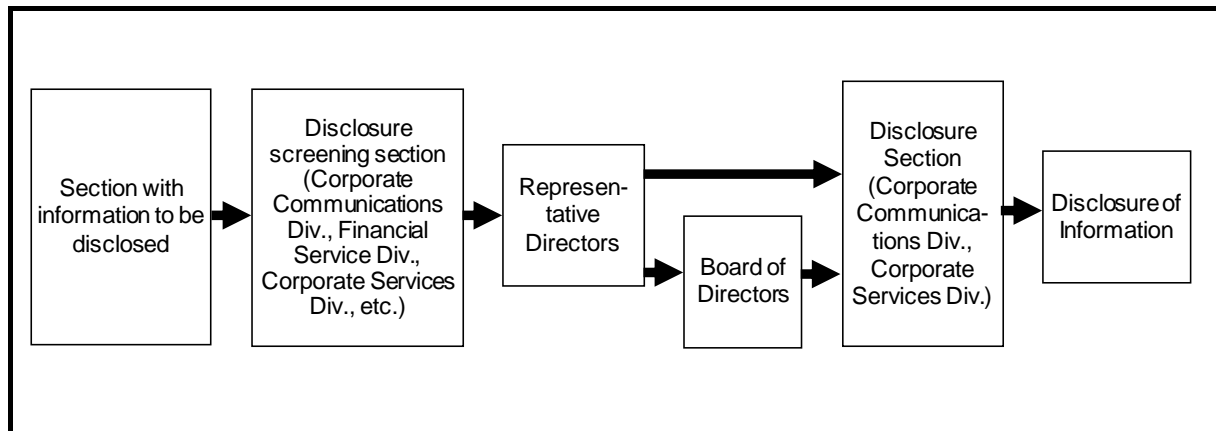 Section with
information to be
disclosed
Disclosure
screening section
(Corporate
Communications
Div., Financial
Service Div.,
Corporate Services
Div., etc.)
Represen-
tative
Directors
Board of
Directors
Disclosure
Section
(Corporate
Communica-
tions Div.,
Corporate
Services Div.)
Disclosure of
Information